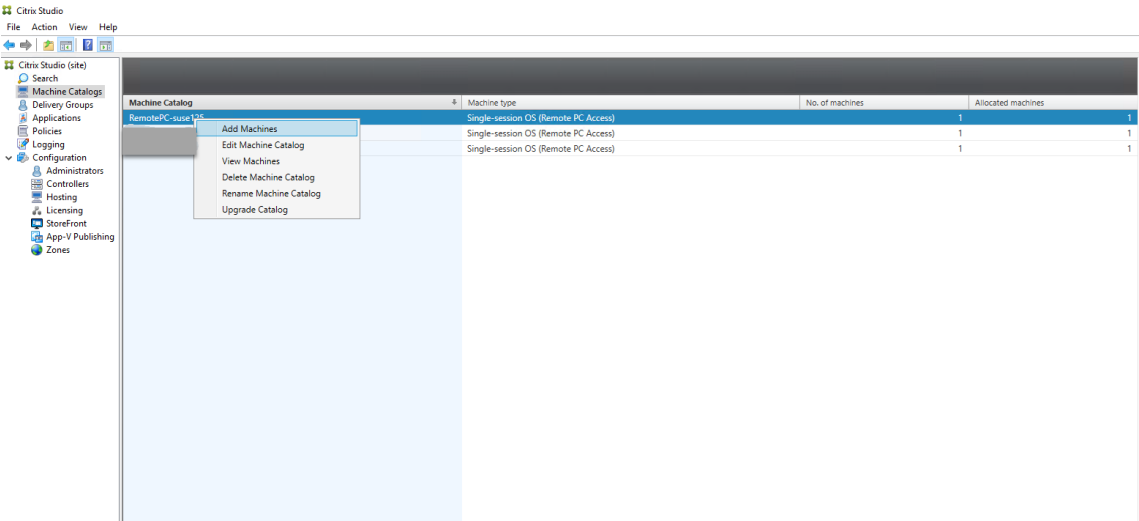 Citrix Studio
File Action View Help
Citrix Studio (site)
Search
Machine Catalogs
Delivery Groups
Applications
Policies
Logging
Configuration
Administrators
Controllers
Hosting
Licensing
StoreFront
App-V Publishing
Zones
Machine Catalog Machine type No. of machines Allocated machines
RemotePC-suse12.5 Single-session OS (Remote PC Access) 1 1
Single-session OS (Remote PC Access) 1 1
Single-session OS (Remote PC Access) 1 1
Add Machines
Edit Machine Catalog
View Machines
Delete Machine Catalog
Rename Machine Catalog
Upgrade Catalog